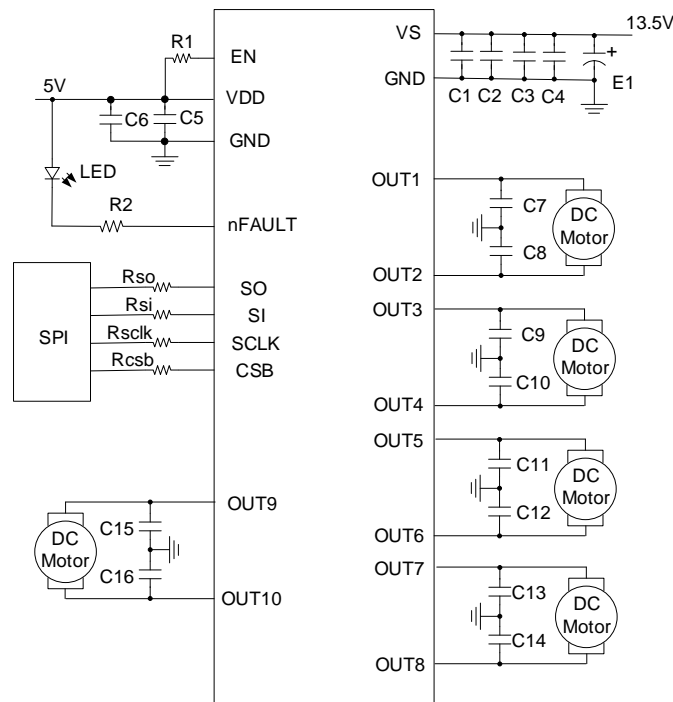 R1
EN
5V
VDD
C6
C5
GND
LED
R2
nFAULT
SPI
Rso
SO
Rsi
SI
Rsclk
SCLK
Rcsb
CSB
OUT9
C15
DC
Motor
C16
OUT10
VS
13.5V
GND
C1
C2
C3
C4
+
E1
OUT1
C7
DC
Motor
C8
OUT2
OUT3
C9
DC
Motor
C10
OUT4
OUT5
C11
DC
Motor
C12
OUT6
OUT7
C13
DC
Motor
C14
OUT8